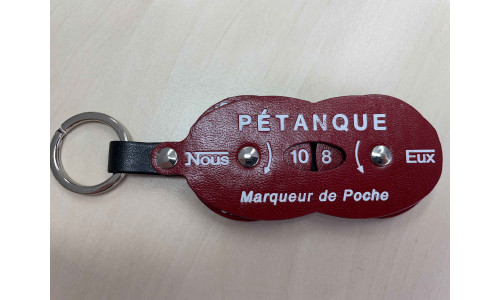 PÉTANQUE
Nous 10 8 Eux
Marqueur de Poche